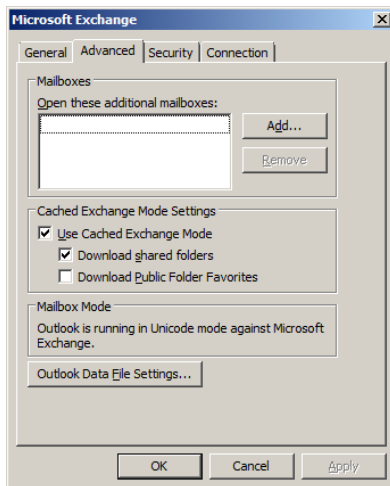 Microsoft Exchange
General Advanced Security Connection
Mailboxes
Open these additional mailboxes:
Add...
Remove
Cached Exchange Mode Settings
Use Cached Exchange Mode
Download shared folders
Download Public Folder Favorites
Mailbox Mode
Outlook is running in Unicode mode against Microsoft
Exchange.
Outlook Data File Settings...
OK Cancel Apply